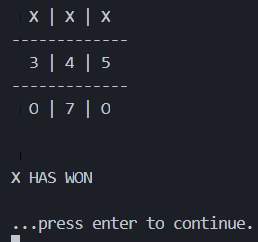 X | X | X
-------------
3 | 4 | 5
-------------
O | 7 | O
X HAS WON
...press enter to continue.